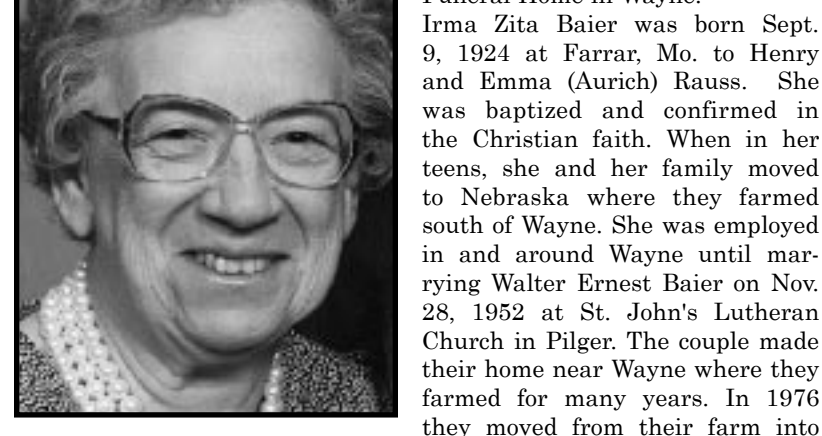 Funeral Home in Wayne.
Irma Zita Baier was born Sept.
9, 1924 at Farrar, Mo. to Henry
and Emma (Aurich) Rauss. She
was baptized and confirmed in
the Christian faith. When in her
teens, she and her family moved
to Nebraska where they farmed
south of Wayne. She was employed
in and around Wayne until mar-
rying Walter Ernest Baier on Nov.
28, 1952 at St. John's Lutheran
Church in Pilger. The couple made
their home near Wayne where they
farmed for many years. In 1976
they moved from their farm into